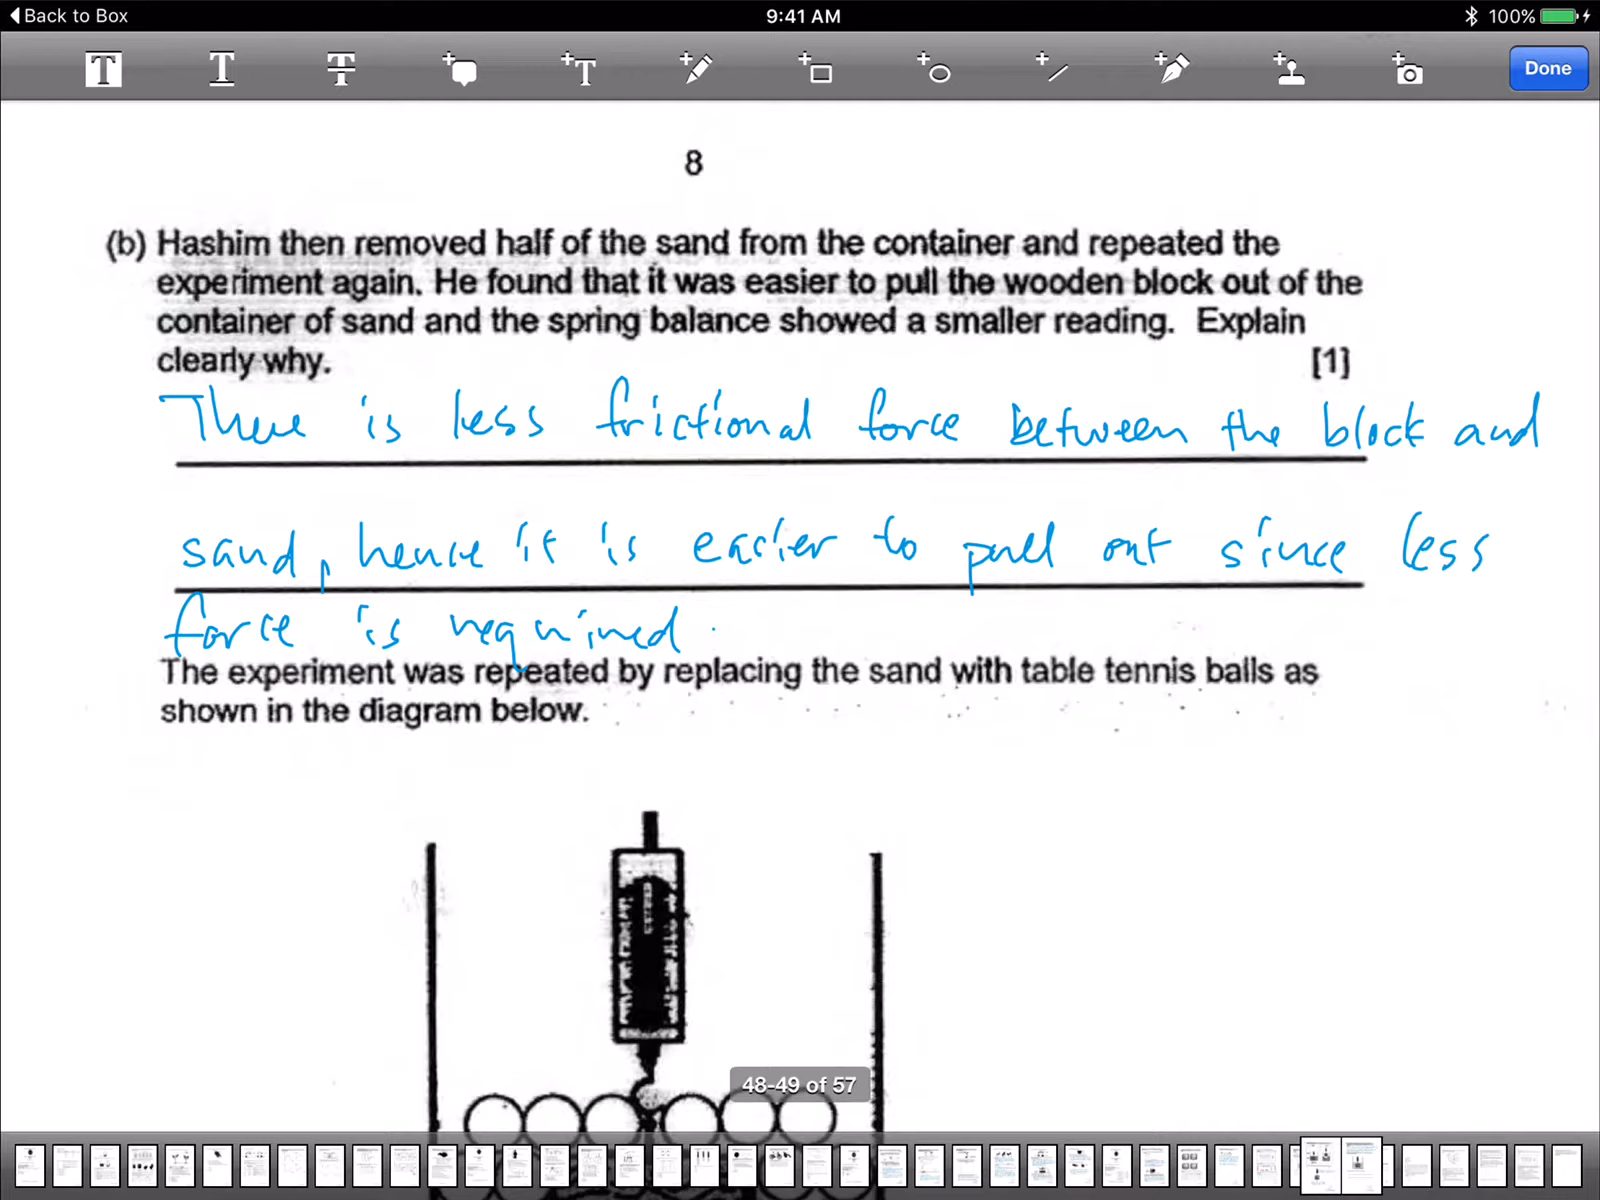 Back to Box
9:41 AM
100%
T T T T
Done
8
(b) Hashim then removed half of the sand from the container and repeated the
experiment again. He found that it was easier to pull the wooden block out of the
container of sand and the spring balance showed a smaller reading. Explain
clearly why. [1]
There is less frictional force between the block and
sand, hence it is easier to pull out since less
force is required.
The experiment was repeated by replacing the sand with table tennis balls as
shown in the diagram below.
48-49 of 57